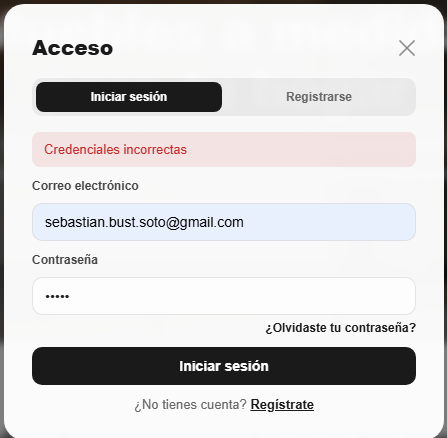 Acceso
Iniciar sesión Registrarse
Credenciales incorrectas
Correo electrónico
sebastian.bust.soto@gmail.com
Contraseña
•••••
¿Olvidaste tu contraseña?
Iniciar sesión
¿No tienes cuenta? Regístrate